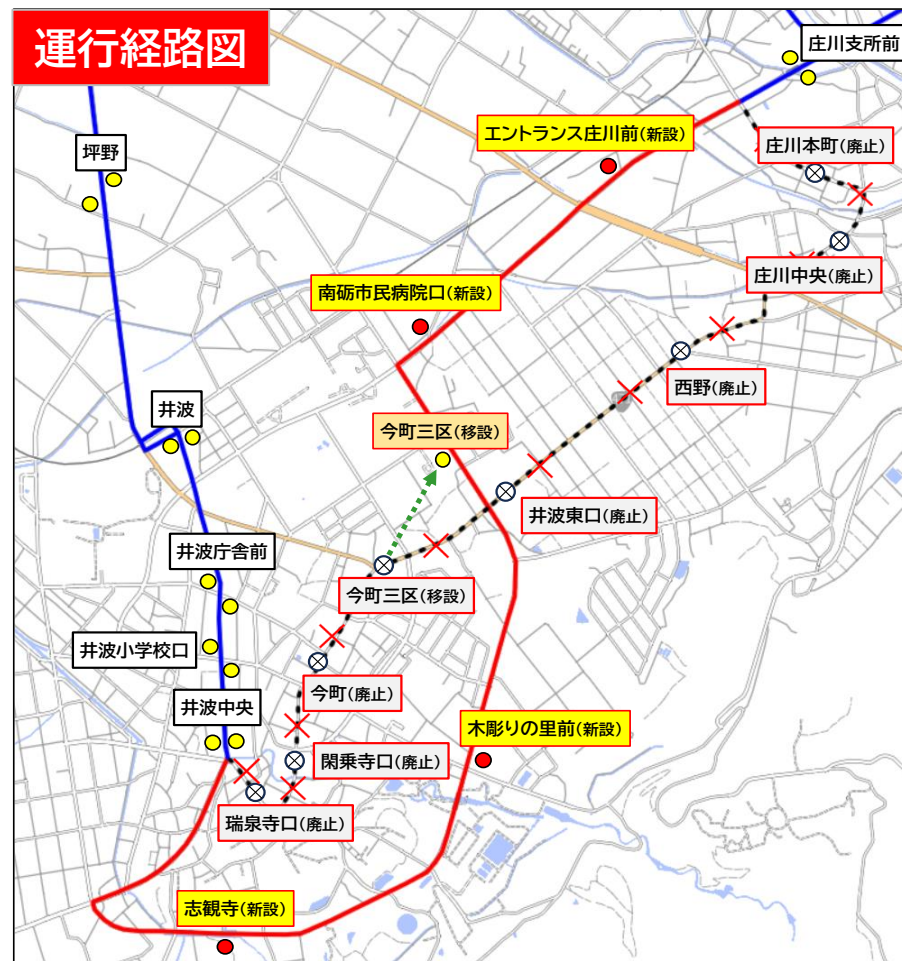 運行経路図
庄川支所前
エントランス庄川前(新設)
庄川本町(廃止)
坪野
庄川中央(廃止)
南砺市民病院口(新設)
西野(廃止)
井波
今町三区(移設)
井波東口(廃止)
井波庁舎前
今町三区(移設)
井波小学校口
今町(廃止)
井波中央
木彫りの里前(新設)
閑乗寺口(廃止)
瑞泉寺口(廃止)
志観寺(新設)